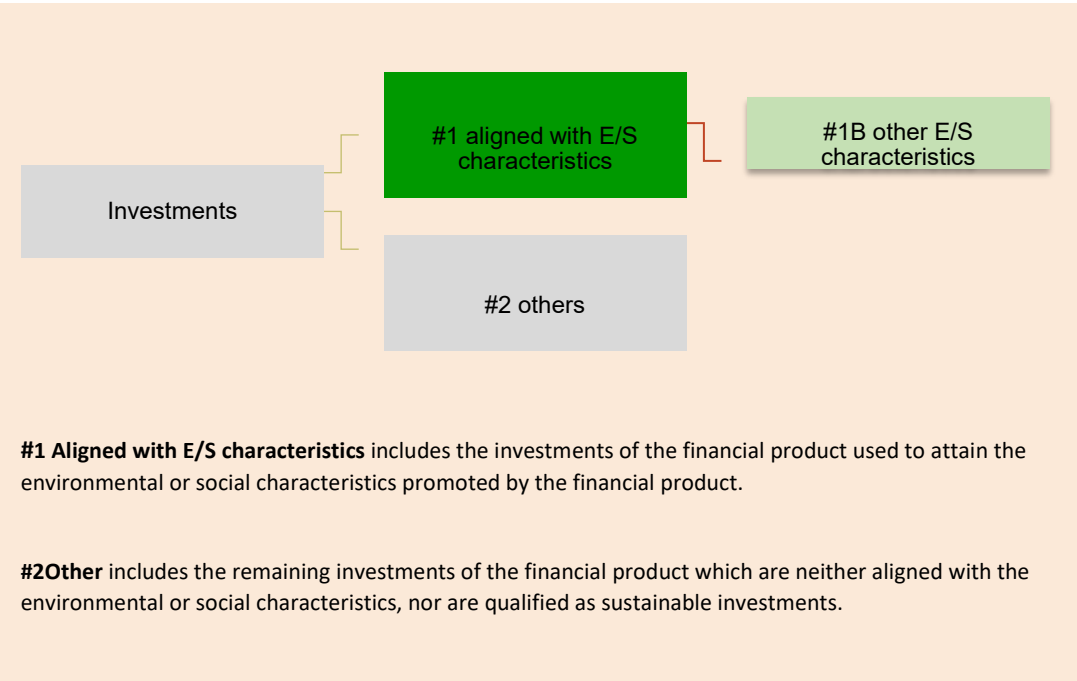 #1 aligned with E/S
characteristics
#1B other E/S
characteristics
Investments
#2 others
#1 Aligned with E/S characteristics includes the investments of the financial product used to attain the
environmental or social characteristics promoted by the financial product.
#2Other includes the remaining investments of the financial product which are neither aligned with the
environmental or social characteristics, nor are qualified as sustainable investments.